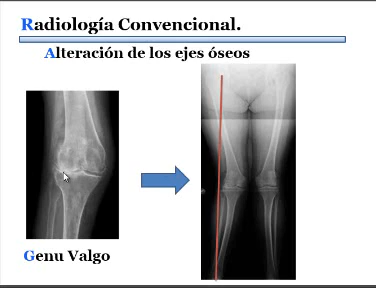 Radiología Convencional.
Alteración de los ejes óseos
Genu Valgo